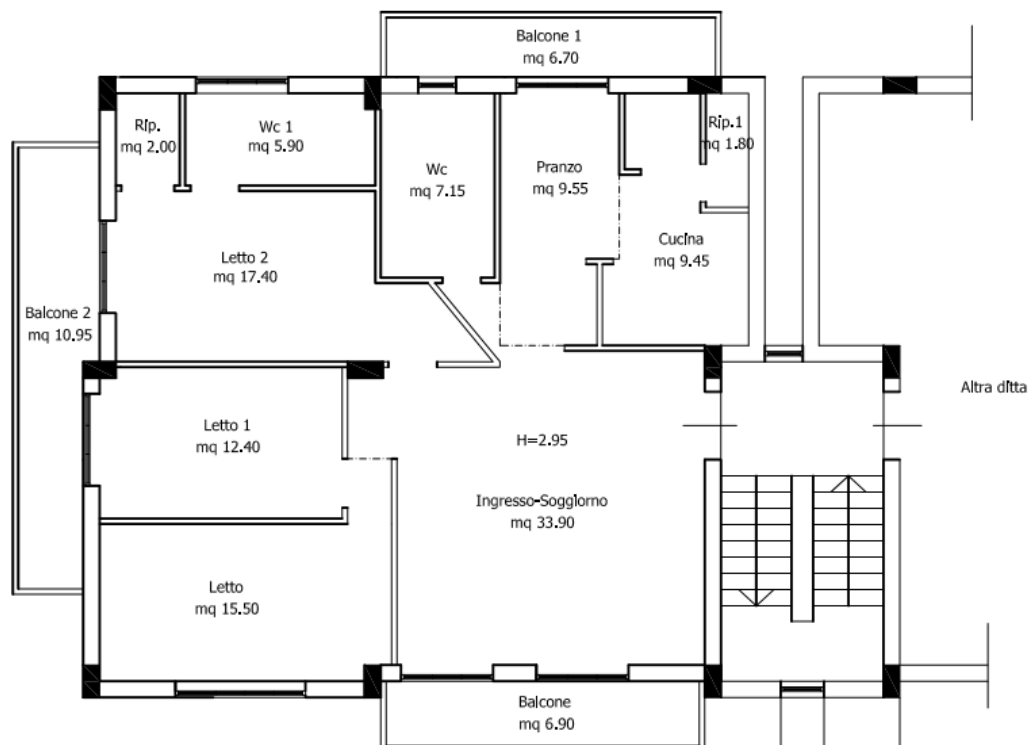 Balcone 1
mq 6.70
Rip.
mq 2.00
Wc 1
mq 5.90
Wc
mq 7.15
Pranzo
mq 9.55
Rip.1
mq 1.80
Cucina
mq 9.45
Letto 2
mq 17.40
Balcone 2
mq 10.95
Altra ditta
Letto 1
mq 12.40
H=2.95
Ingresso-Soggiorno
mq 33.90
Letto
mq 15.50
Balcone
mq 6.90